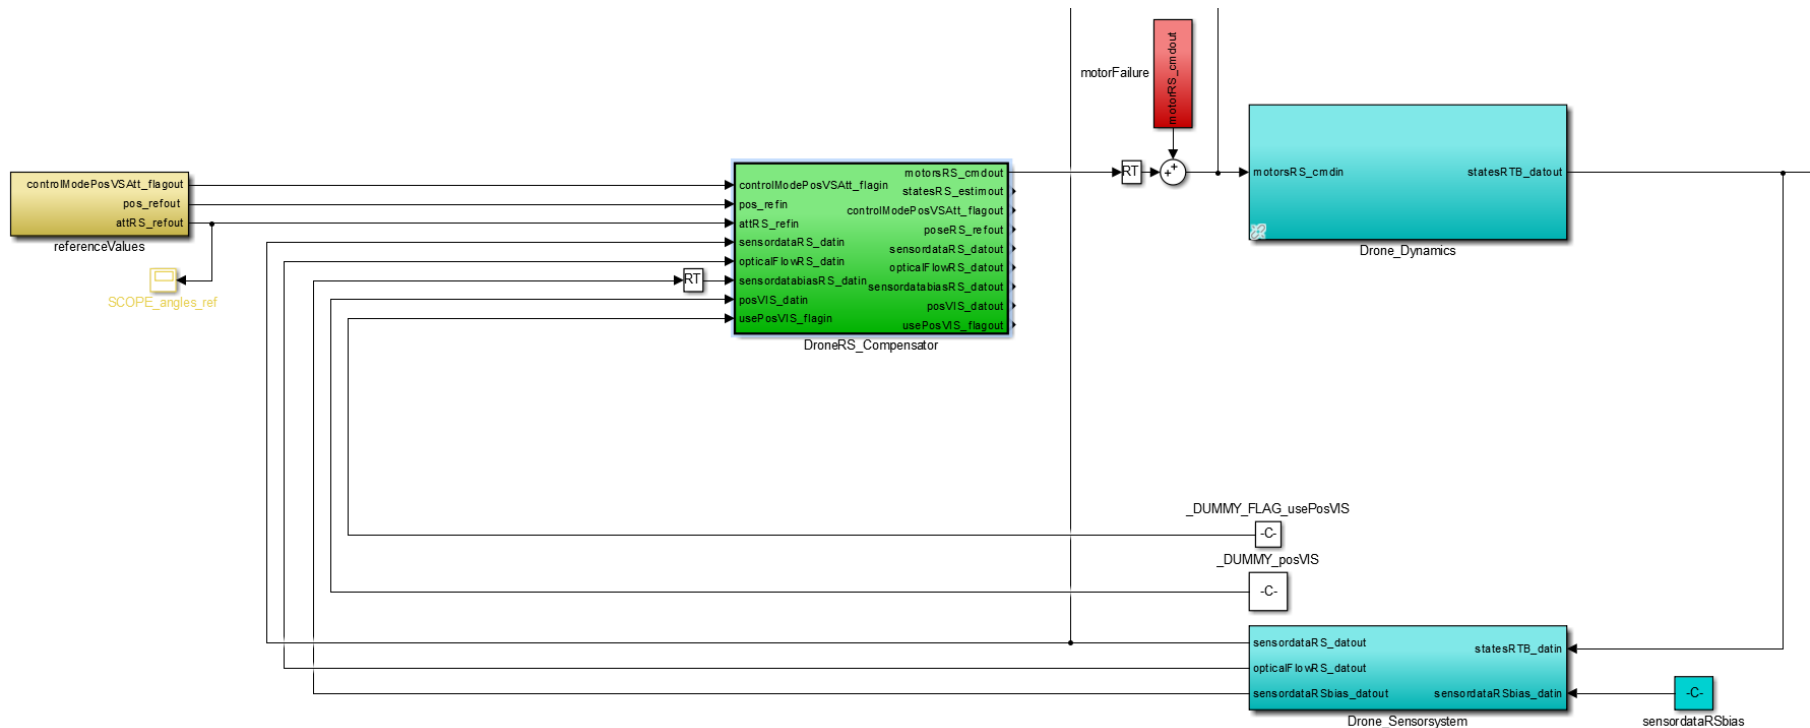 motorFailure
motorRS_cmdout
controlModePosVSAtt_flagout
pos_refout
attRS_refout
referenceValues
SCOPE_angles_ref
controlModePosVSAtt_flagin
pos_refin
attRS_refin
sensordataRS_datin
opticalFlowRS_datin
RT
sensordatabiasRS_datin
posVIS_datin
usePosVIS_flagin
motorsRS_cmdout
statesRS_estimout
controlModePosVSAtt_flagout
poseRS_refout
sensordataRS_datout
opticalFlowRS_datout
sensordatabiasRS_datout
posVIS_datout
usePosVIS_flagout
DroneRS_Compensator
RT
++
motorsRS_cmdin
statesRTB_datout
Drone_Dynamics
_DUMMY_FLAG_usePosVIS
-C-
_DUMMY_posVIS
-C-
sensordataRS_datout
opticalFlowRS_datout
sensordataRSbias_datout
statesRTB_datin
sensordataRSbias_datin
Drone_Sensorsystem
-C-
sensordataRSbias